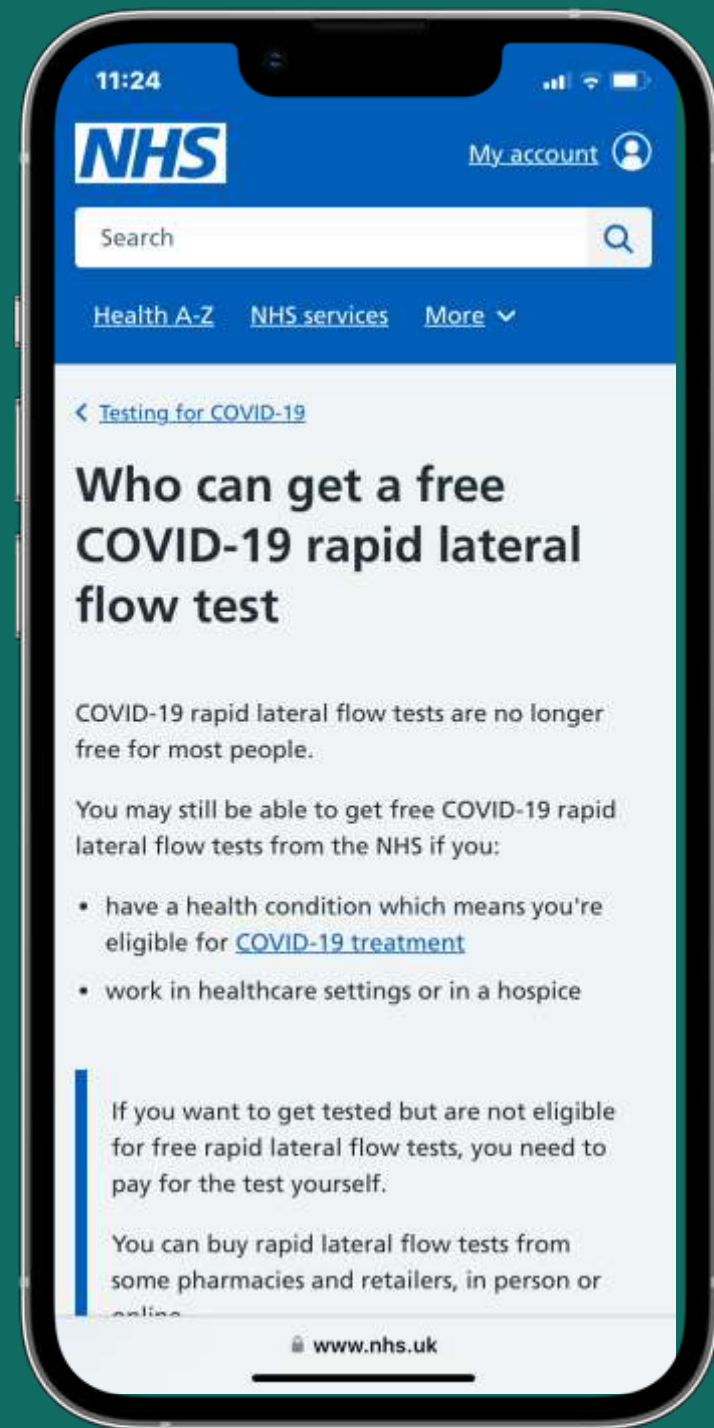 11:24
NHS
My account
Search
Health A-Z NHS services More
Testing for COVID-19
Who can get a free
COVID-19 rapid lateral
flow test
COVID-19 rapid lateral flow tests are no longer
free for most people.
You may still be able to get free COVID-19 rapid
lateral flow tests from the NHS if you:
• have a health condition which means you're
eligible for COVID-19 treatment
• work in healthcare settings or in a hospice
If you want to get tested but are not eligible
for free rapid lateral flow tests, you need to
pay for the test yourself.
You can buy rapid lateral flow tests from
some pharmacies and retailers, in person or
online
www.nhs.uk